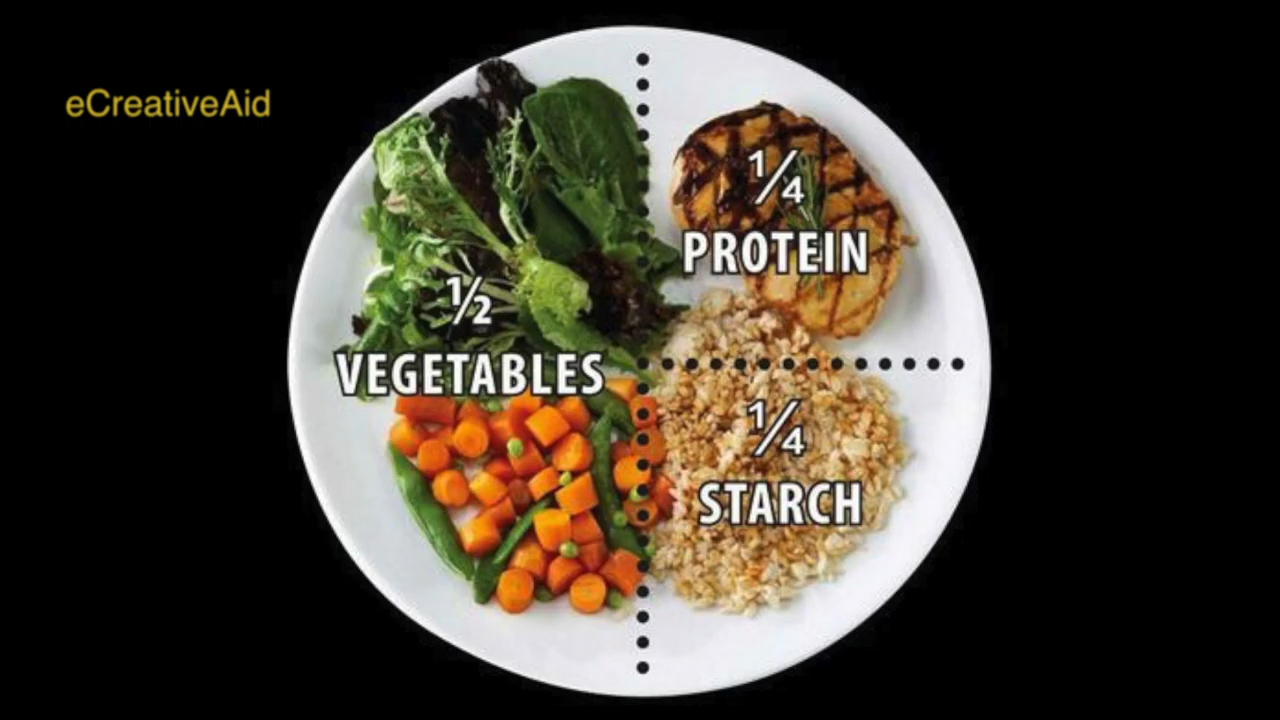 eCreativeAid
½
VEGETABLES
¼
PROTEIN
¼
STARCH